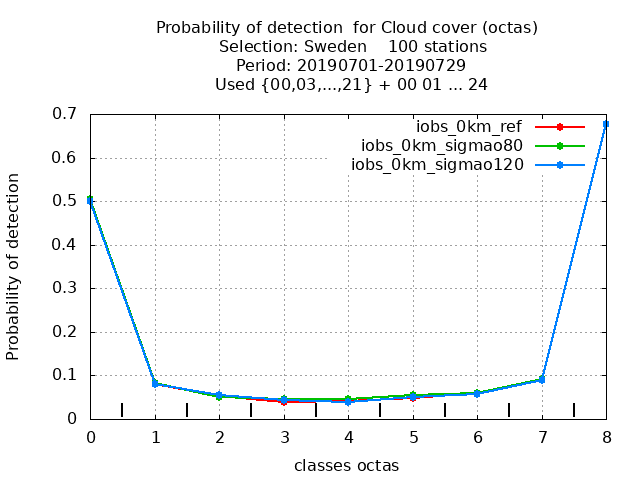 Probability of detection  for Cloud cover (octas)
Selection: Sweden    100 stations
Period: 20190701-20190729
Used {00,03,...,21} + 00 01 ... 24
iobs_0km_ref
iobs_0km_sigmao80
iobs_0km_sigmao120
Probability of detection
0.7
0.6
0.5
0.4
0.3
0.2
0.1
0
0 1 2 3 4 5 6 7 8
classes octas